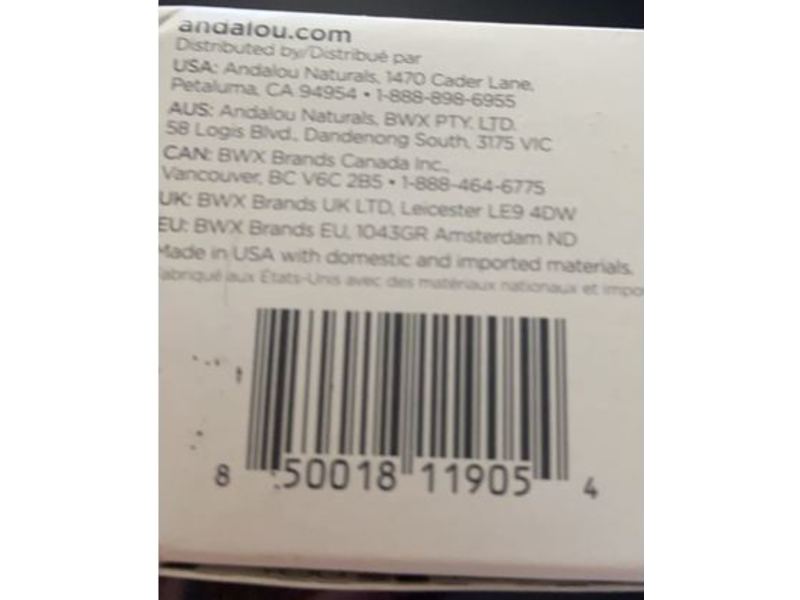 andalou.com
Distributed by/Distribué par
USA: Andalou Naturals, 1470 Cader Lane,
Petaluma, CA 94954 • 1-888-898-6955
AUS: Andalou Naturals, BWX PTY. LTD.
58 Logis Blvd., Dandenong South, 3175 VIC
CAN: BWX Brands Canada Inc.,
Vancouver, BC V6C 2B5 • 1-888-464-6775
UK: BWX Brands UK LTD, Leicester LE9 4DW
EU: BWX Brands EU, 1043GR Amsterdam ND
Made in USA with domestic and imported materials.
abriqué aux États-Unis avec des matériaux nationaux et impo
8 50018 11905 4